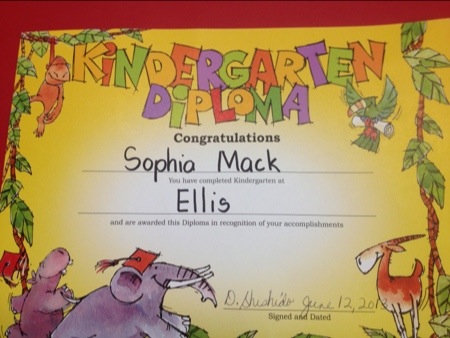 KINDERGARTEN
DIPLOMA
Congratulations
Sophia Mack
You have completed Kindergarten at
Ellis
and are awarded this Diploma in recognition of your accomplishments
D. Shishido June 12,
Signed and Dated